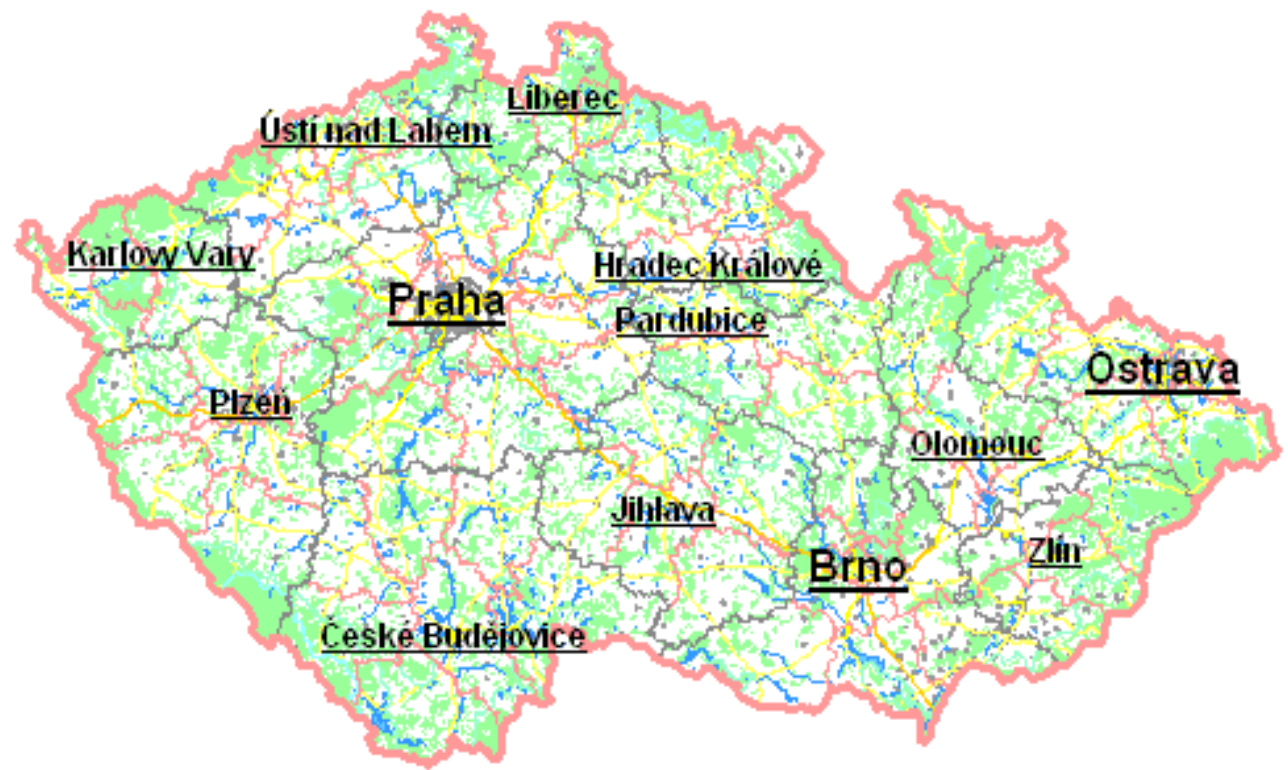 Liberec
Ústí nad Labem
Karlovy Vary
Hradec Králové
Praha
Pardubice
Ostrava
Plzeň
Olomouc
Jihlava
Zlín
Brno
České Budějovice